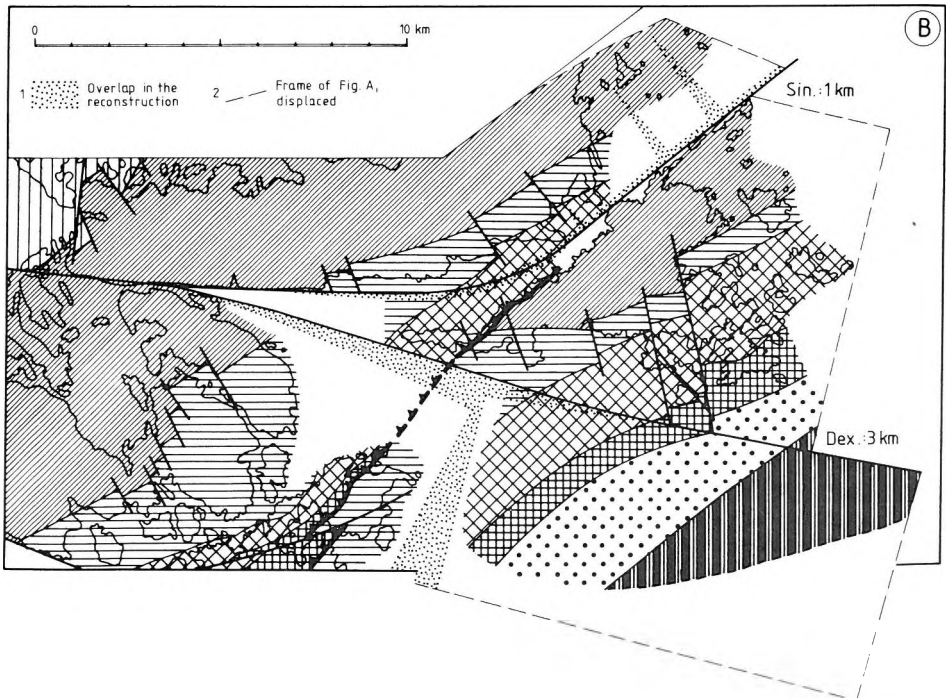 B
0 10 km
1 Overlap in the
reconstruction
2 Frame of Fig. A,
displaced
Sin.:1 km
Dex.:3 km